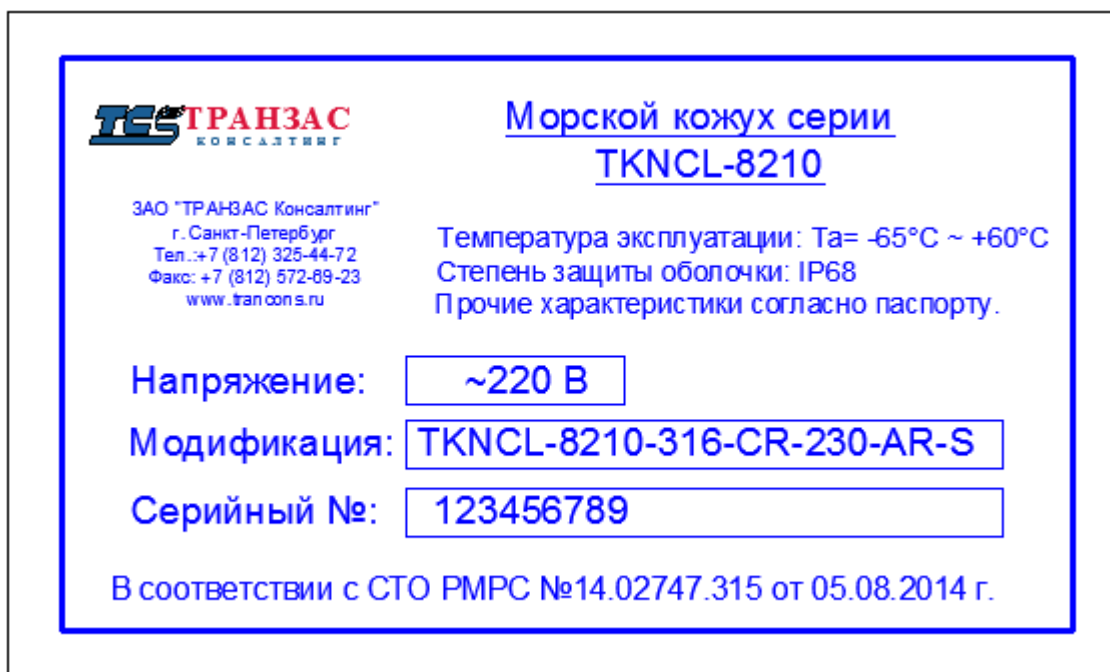 TCS ТРАНЗАС
КОНСАЛТИНГ
Морской кожух серии
TKNCL-8210
ЗАО "ТРАНЗАС Консалтинг"
г. Санкт-Петербург
Тел.:+7 (812) 325-44-72
Факс: +7 (812) 572-69-23
www.trancons.ru
Температура эксплуатации: Ta= -65°C ~ +60°C
Степень защиты оболочки: IP68
Прочие характеристики согласно паспорту.
Напряжение: ~220 В
Модификация: TKNCL-8210-316-CR-230-AR-S
Серийный №: 123456789
В соответствии с СТО РМРС №14.02747.315 от 05.08.2014 г.